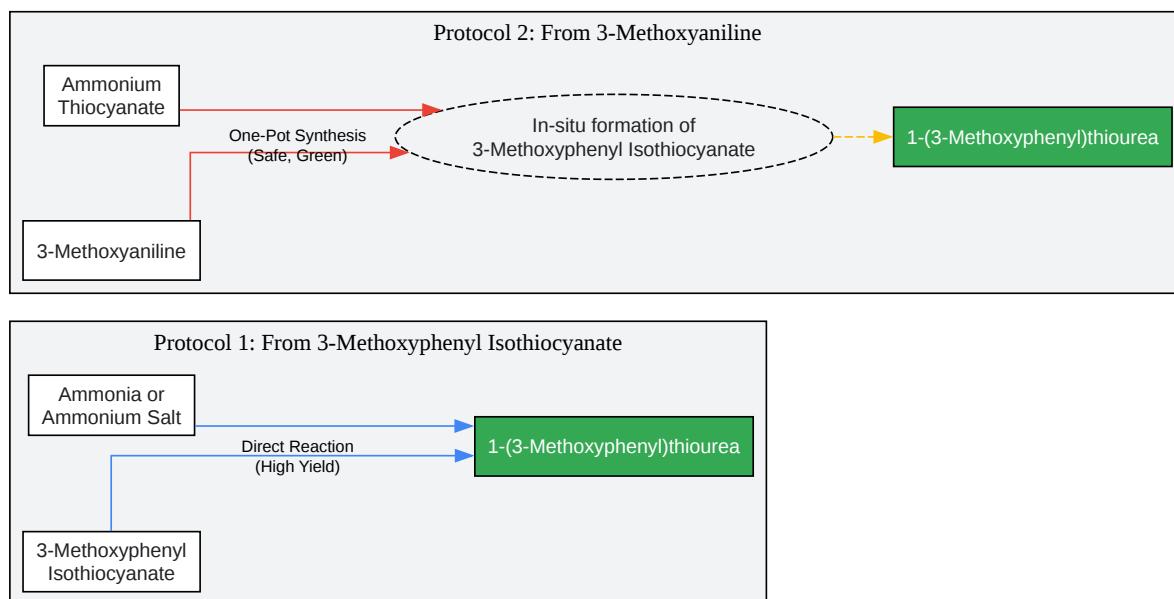 Protocol 2: From 3-Methoxyaniline
Ammonium
Thiocyanate
One-Pot Synthesis
(Safe, Green)
In-situ formation of
3-Methoxyphenyl Isothiocyanate
1-(3-Methoxyphenyl)thiourea
3-Methoxyaniline
Protocol 1: From 3-Methoxyphenyl Isothiocyanate
Ammonia or
Ammonium Salt
Direct Reaction
(High Yield)
1-(3-Methoxyphenyl)thiourea
3-Methoxyphenyl
Isothiocyanate